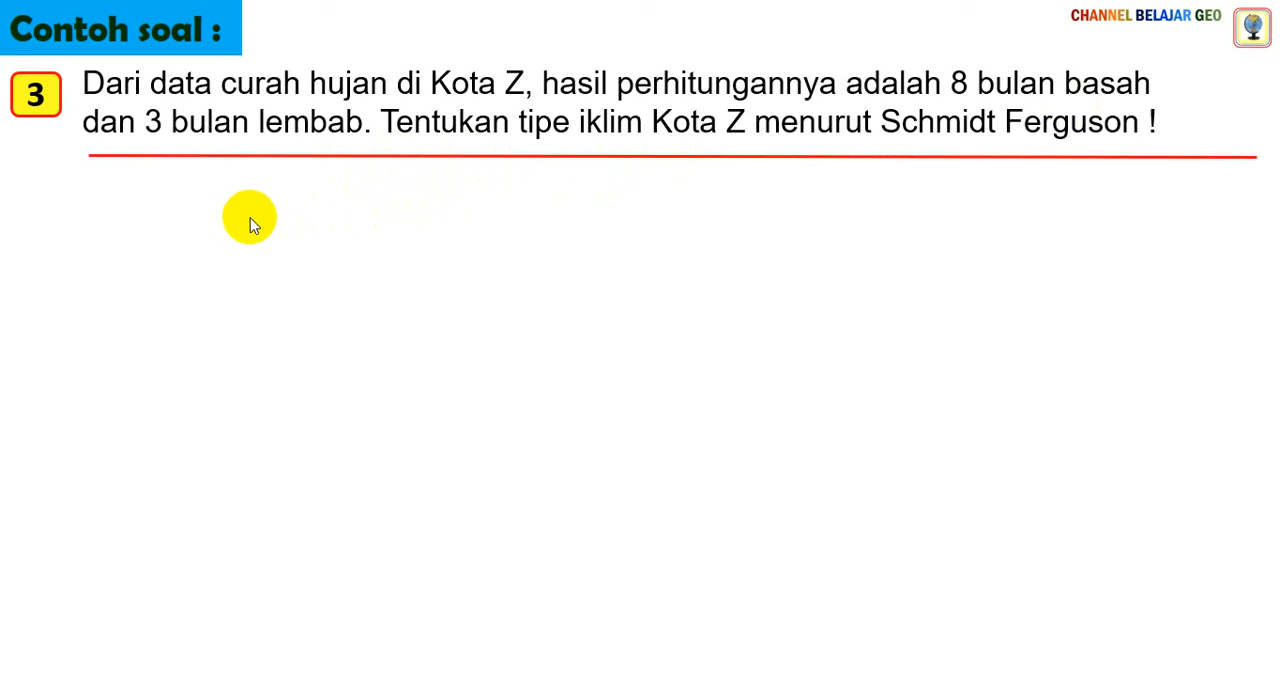 Contoh soal :
CHANNEL BELAJAR GEO
3
Dari data curah hujan di Kota Z, hasil perhitungannya adalah 8 bulan basah
dan 3 bulan lembab. Tentukan tipe iklim Kota Z menurut Schmidt Ferguson !